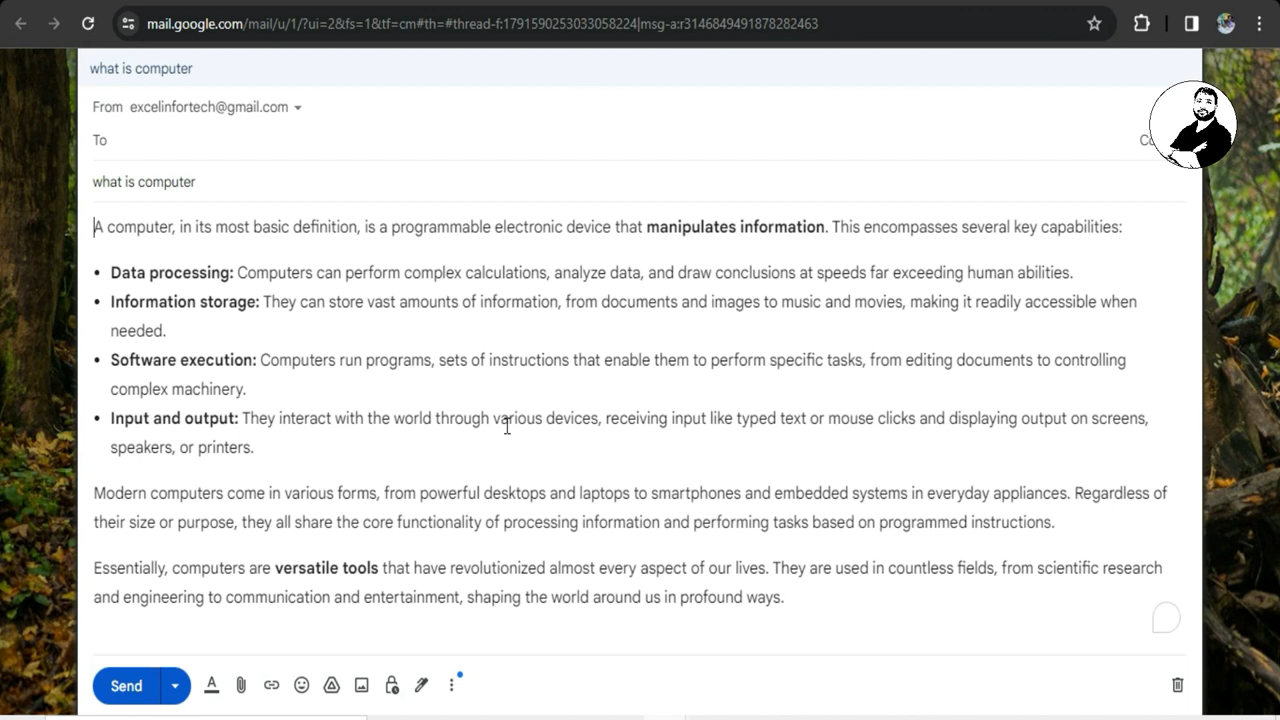 mail.google.com/mail/u/1/?ui=2&fs=1&tf=cm#th=#thread-f:1791590253033058224|msg-a:r3146849491878282463
what is computer
From excelinfortech@gmail.com
To
what is computer
A computer, in its most basic definition, is a programmable electronic device that manipulates information. This encompasses several key capabilities:
• Data processing: Computers can perform complex calculations, analyze data, and draw conclusions at speeds far exceeding human abilities.
• Information storage: They can store vast amounts of information, from documents and images to music and movies, making it readily accessible when
needed.
• Software execution: Computers run programs, sets of instructions that enable them to perform specific tasks, from editing documents to controlling
complex machinery.
• Input and output: They interact with the world through various devices, receiving input like typed text or mouse clicks and displaying output on screens,
speakers, or printers.
Modern computers come in various forms, from powerful desktops and laptops to smartphones and embedded systems in everyday appliances. Regardless of
their size or purpose, they all share the core functionality of processing information and performing tasks based on programmed instructions.
Essentially, computers are versatile tools that have revolutionized almost every aspect of our lives. They are used in countless fields, from scientific research
and engineering to communication and entertainment, shaping the world around us in profound ways.
Send